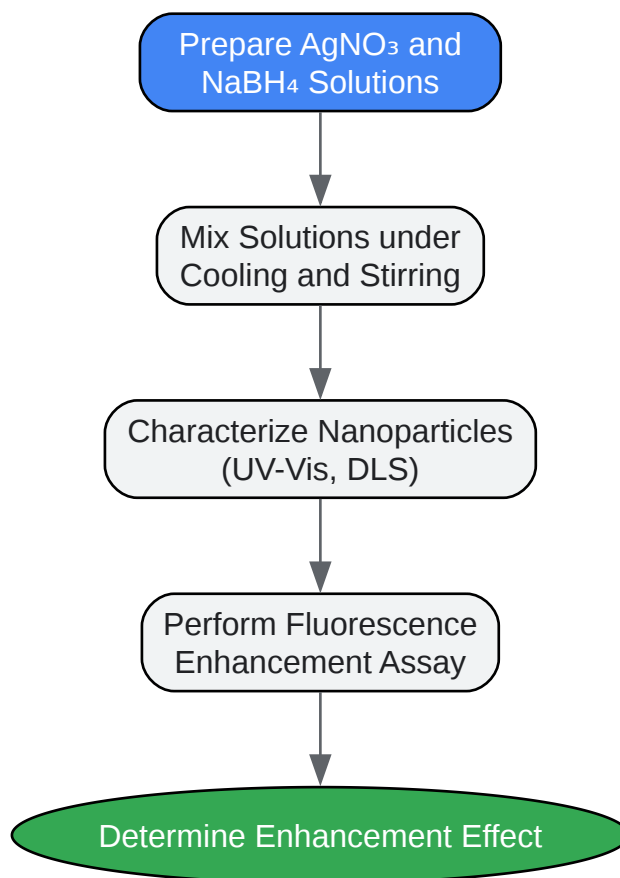 Prepare AgNO₃ and
NaBH₄ Solutions
Mix Solutions under
Cooling and Stirring
Characterize Nanoparticles
(UV-Vis, DLS)
Perform Fluorescence
Enhancement Assay
Determine Enhancement Effect